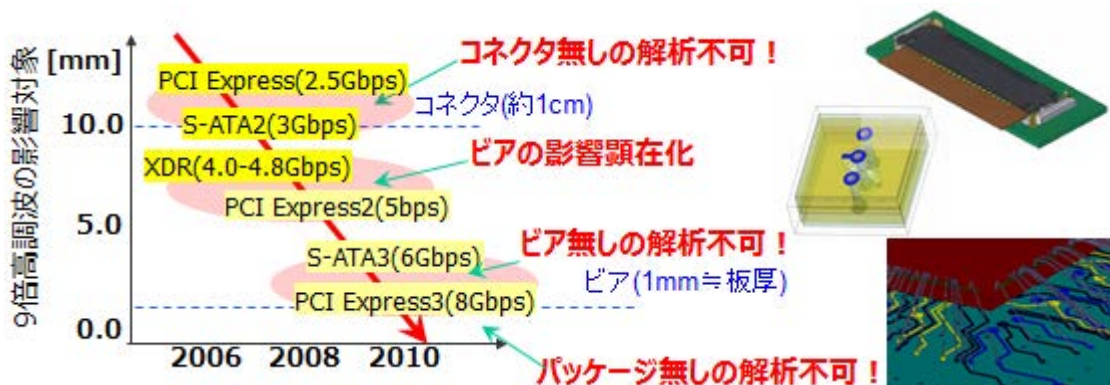 9倍高調波の影響対象
[mm]
10.0
5.0
0.0
2006
2008
2010
PCI Express(2.5Gbps)
S-ATA2(3Gbps)
XDR(4.0-4.8Gbps)
PCI Express2(5bps)
S-ATA3(6Gbps)
PCI Express3(8Gbps)
コネクタ無しの解析不可！
コネクタ(約1cm)
ビアの影響顕在化
ビア無しの解析不可！
ビア(1mm≒板厚)
パッケージ無しの解析不可！